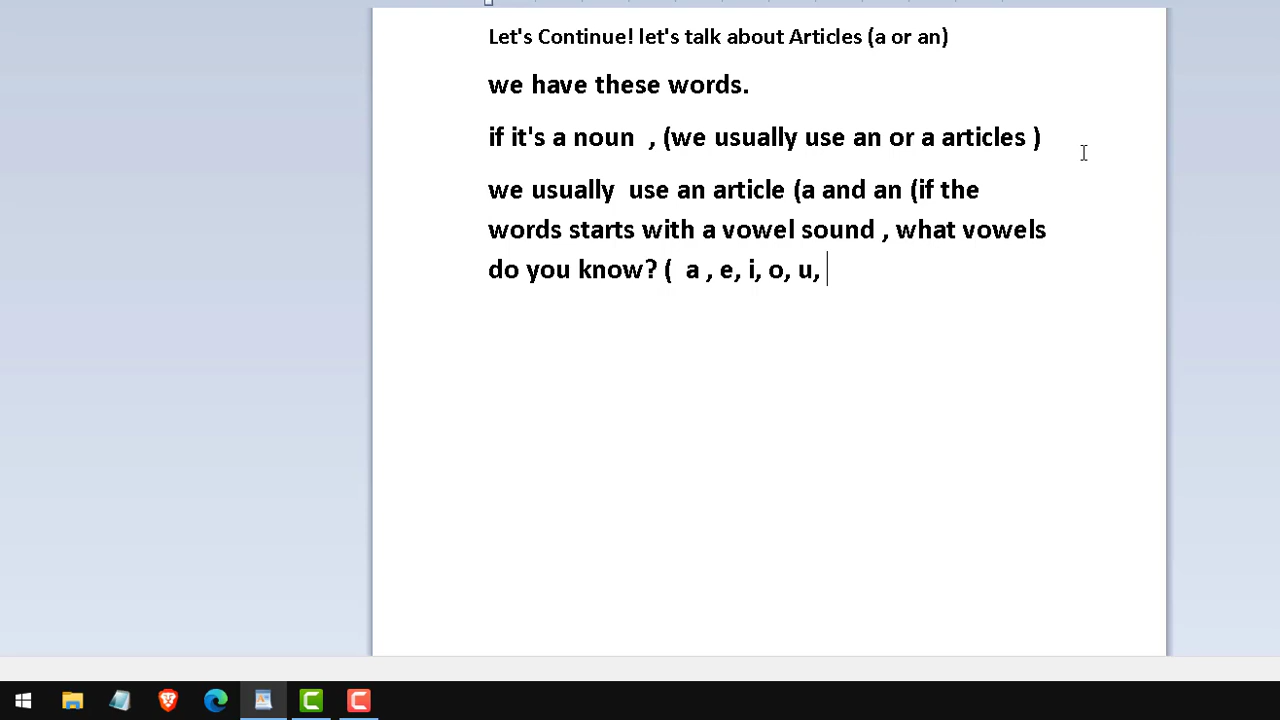 Let's Continue! let's talk about Articles (a or an)
we have these words.
if it's a noun  , (we usually use an or a articles )
we usually  use an article (a and an (if the
words starts with a vowel sound , what vowels
do you know? (  a , e, i, o, u,